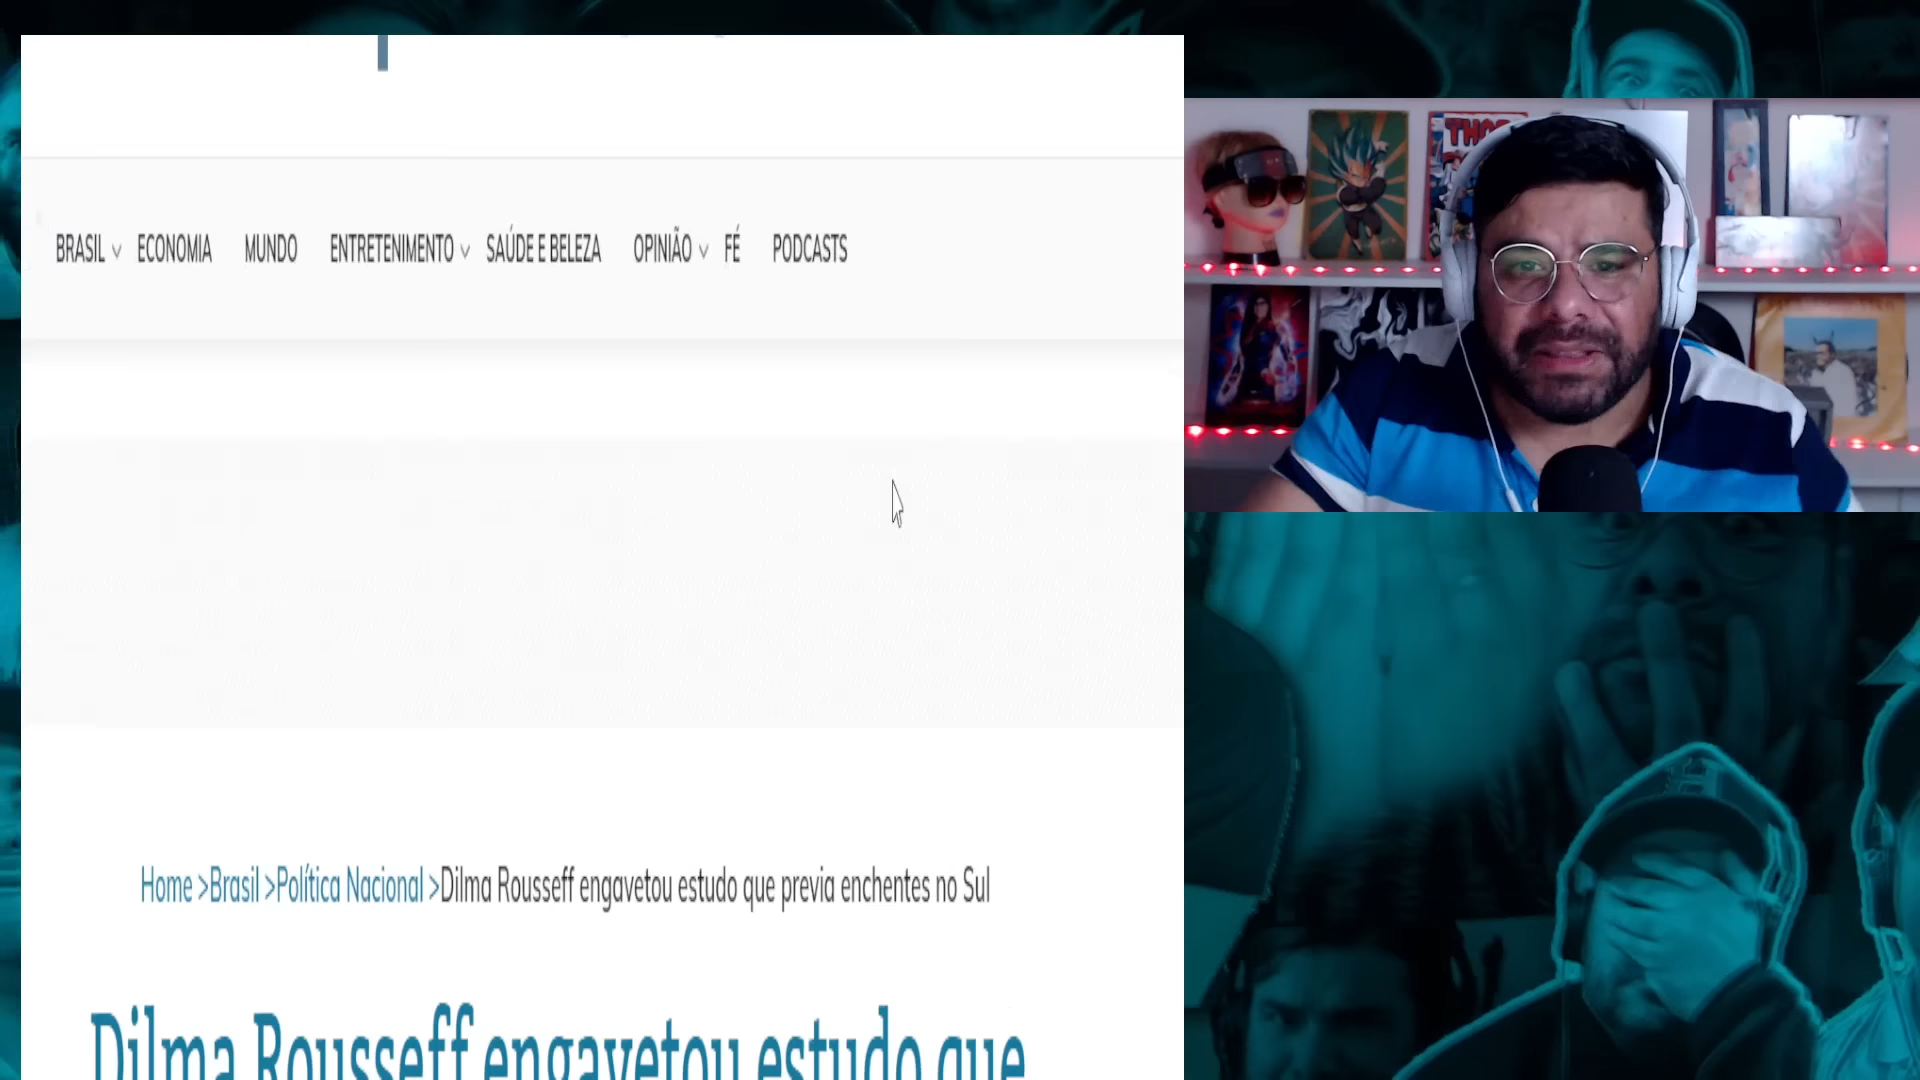 BRASIL ECONOMIA MUNDO ENTRETENIMENTO SAÚDE E BELEZA OPINIÃO FÉ PODCASTS
Home >Brasil >Política Nacional >Dilma Rousseff engavetou estudo que previa enchentes no Sul
Dilma Rousseff engavetou estudo que
THOR